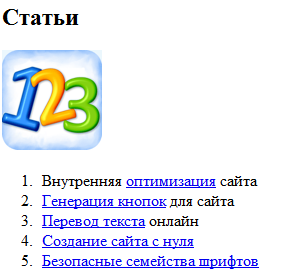 Статьи
123
1. Внутренняя оптимизация сайта
2. Генерация кнопок для сайта
3. Перевод текста онлайн
4. Создание сайта с нуля
5. Безопасные семейства шрифтов